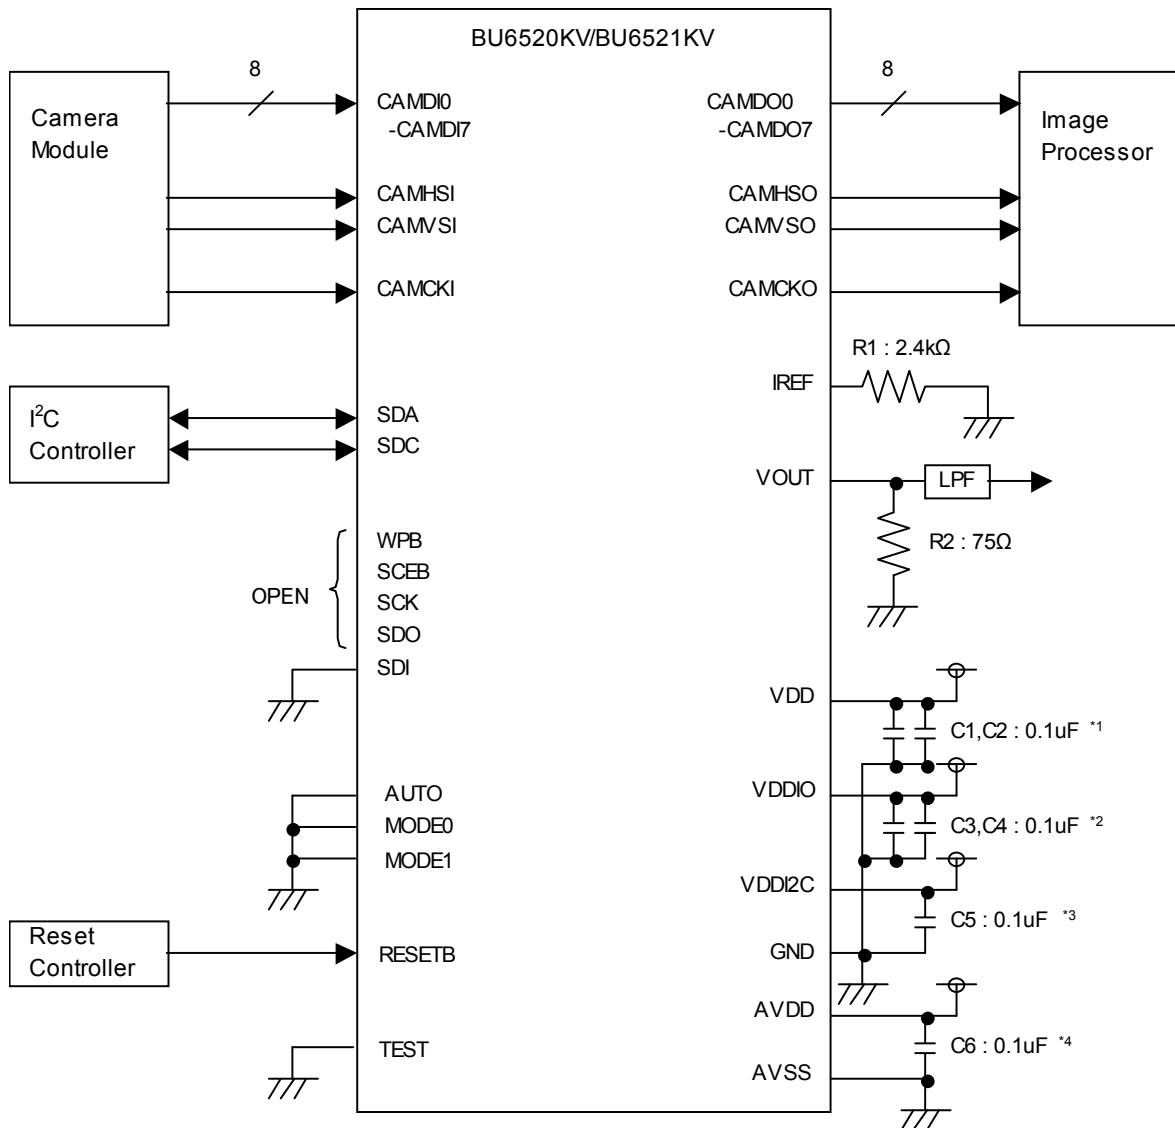 BU6520KV/BU6521KV
8
Camera
Module
CAMDI0
-CAMDI7
CAMHSI
CAMVSI
CAMCKI
8
CAMDO0
-CAMDO7
CAMHSO
CAMVSO
CAMCKO
Image
Processor
I²C
Controller
SDA
SDC
IREF
R1 : 2.4kΩ
VOUT
LPF
R2 : 75Ω
OPEN
WPB
SCEB
SCK
SDO
SDI
VDD
C1,C2 : 0.1uF *1
AUTO
MODE0
MODE1
VDDIO
C3,C4 : 0.1uF *2
VDDI2C
C5 : 0.1uF *3
GND
Reset
Controller
RESETB
AVDD
C6 : 0.1uF *4
AVSS
TEST